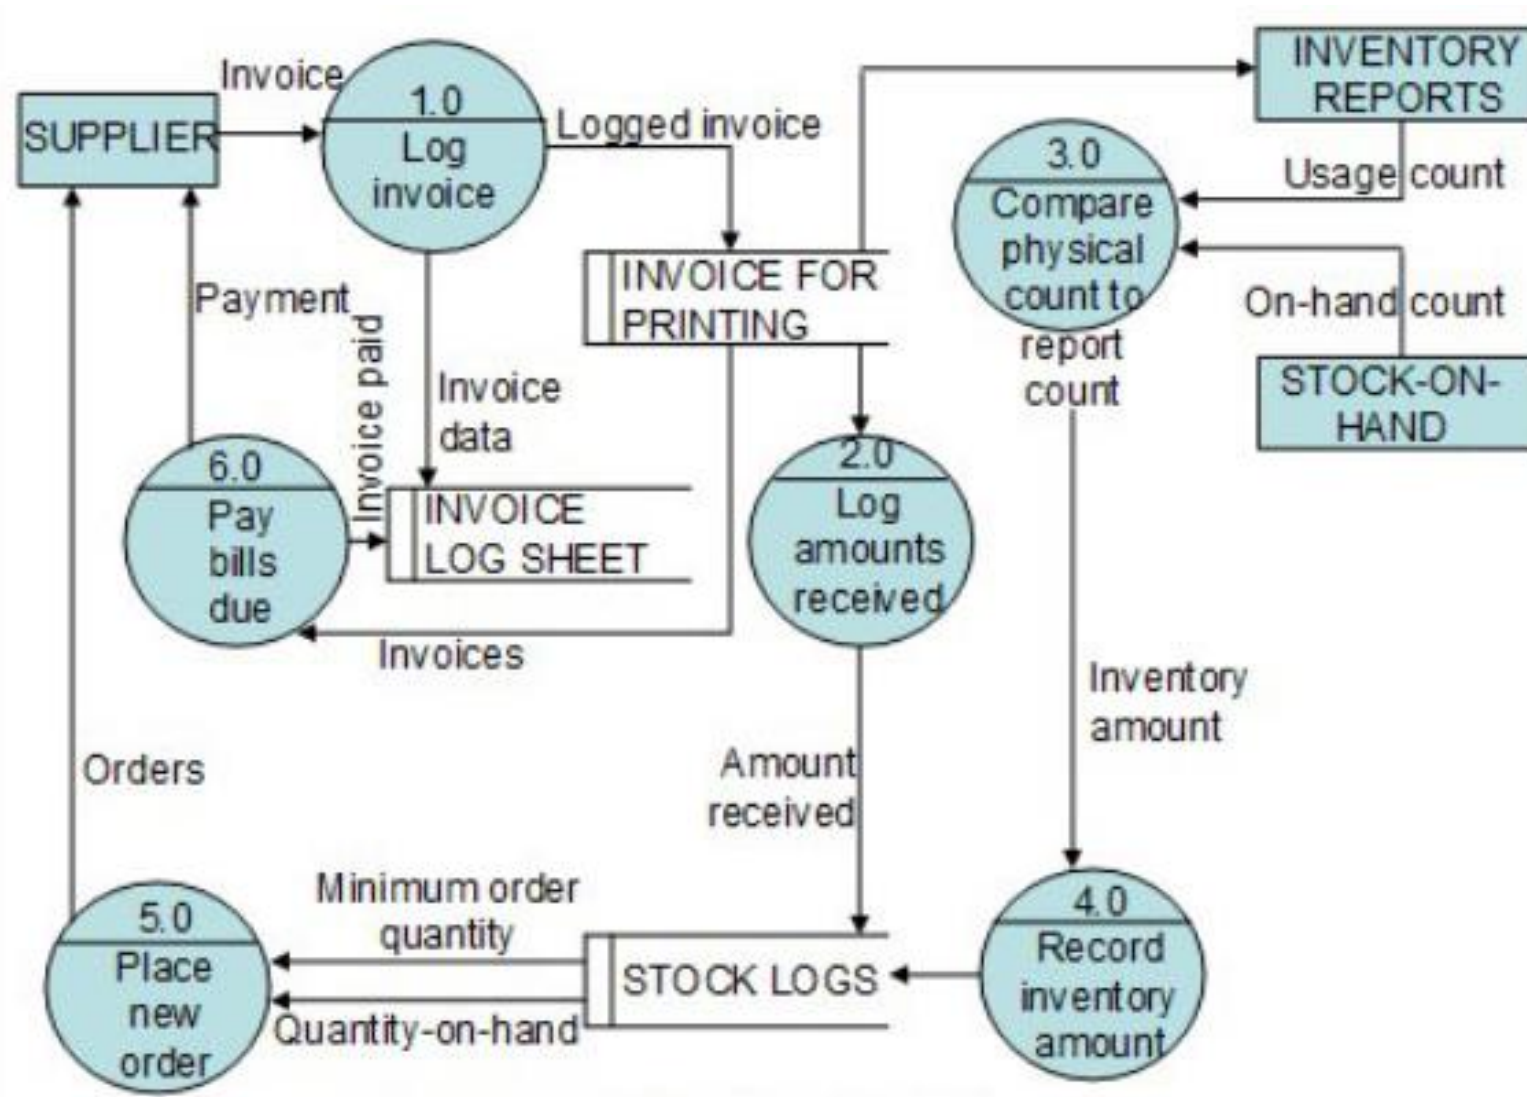 Invoice
SUPPLIER
1.0
Log
invoice
Logged invoice
INVENTORY
REPORTS
3.0
Compare
physical
count to
report
count
Usage count
On-hand count
STOCK-ON-
HAND
INVOICE FOR
PRINTING
Payment
Invoice paid
Invoice
data
6.0
Pay
bills
due
INVOICE
LOG SHEET
2.0
Log
amounts
received
Invoices
Inventory
amount
Orders
Amount
received
Minimum order
quantity
5.0
Place
new
order
Quantity-on-hand
STOCK LOGS
4.0
Record
inventory
amount